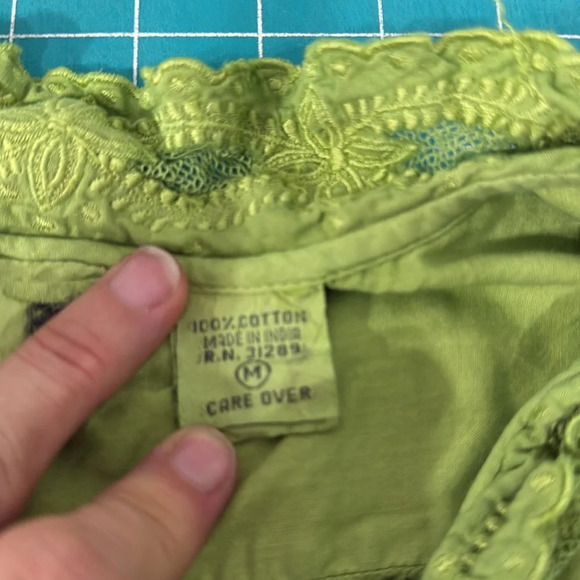 100% COTTON
MADE IN INDIA
R.N. 31289
M
CARE OVER